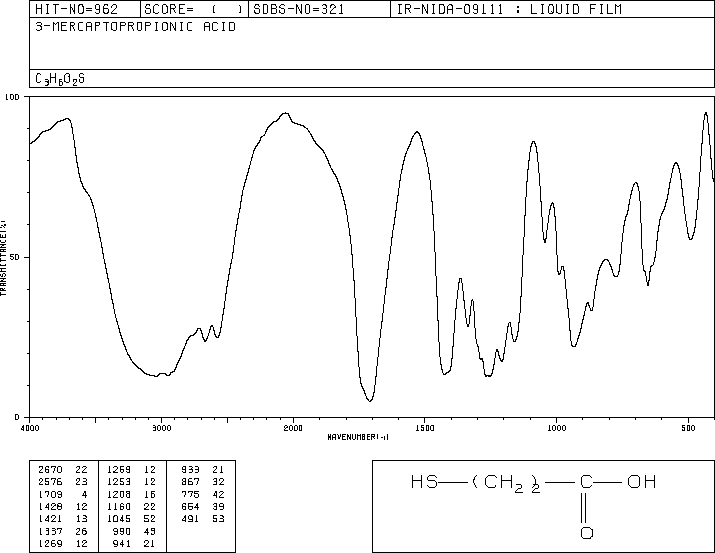 HIT-NO=962 SCORE= ( ) SDBS-NO=321 IR-NIDA-09111 : LIQUID FILM
3-MERCAPTOPROPIONIC ACID
C3H6O2S
100
50
0
TRANSMITTANCE(%)
4000 3000 2000 1500 1000 500
WAVENUMBER(-1)
2670 22 1259 12 933 21
2576 23 1253 12 867 32
1709 4 1208 16 775 42
1428 12 1160 22 654 39
1421 13 1045 52 491 53
1337 26 990 43
1269 12 941 21
HS—(CH2)2—C—OH
O